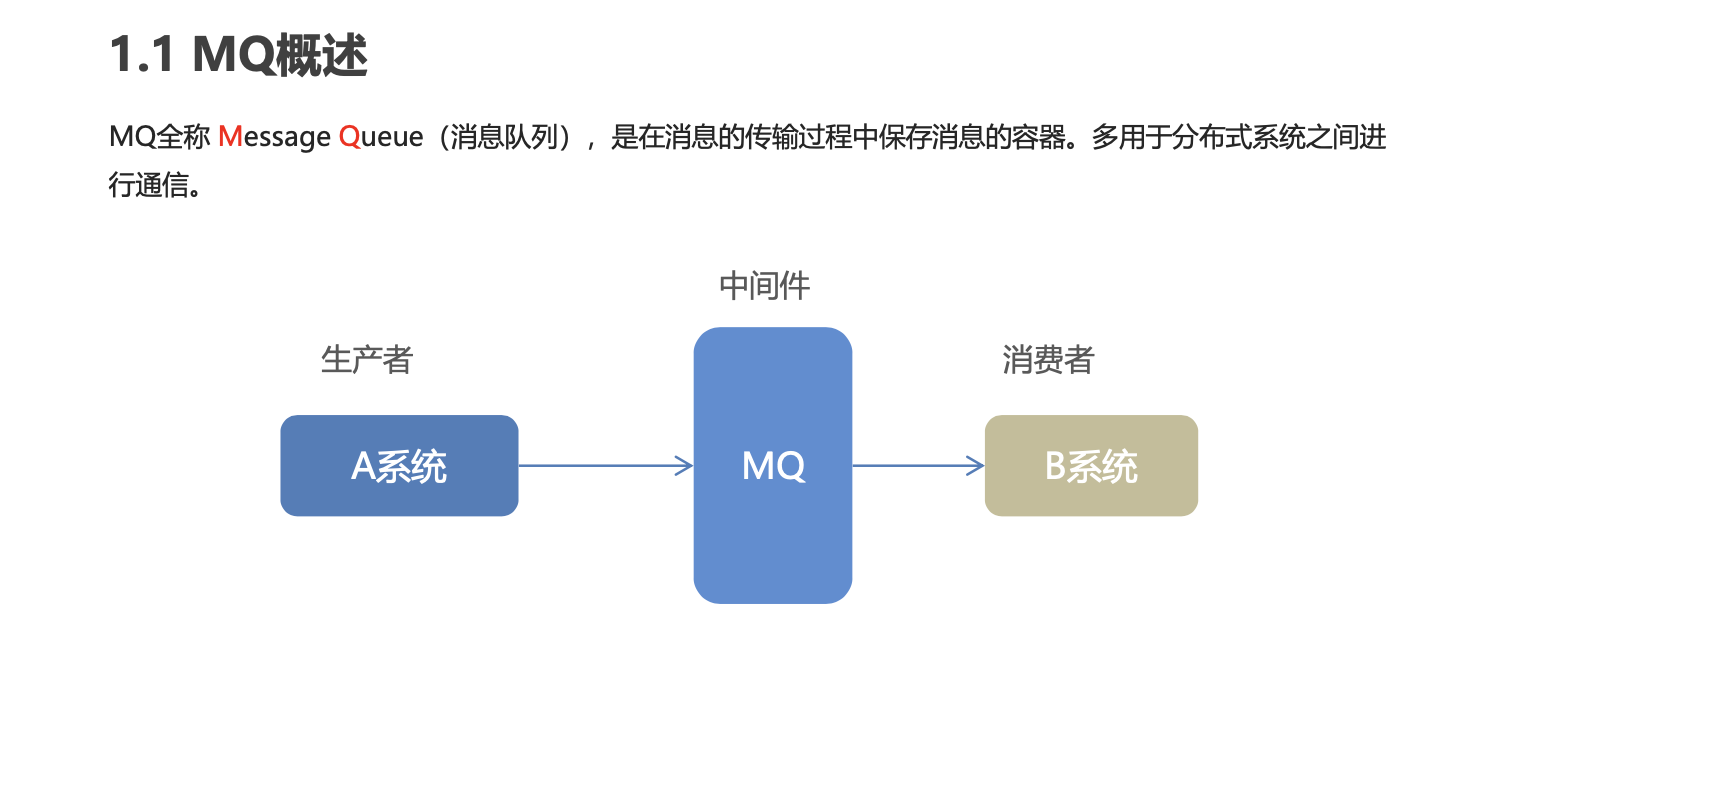 1.1 MQ概述
MQ全称 Message Queue（消息队列），是在消息的传输过程中保存消息的容器。多用于分布式系统之间进
行通信。
中间件
生产者
消费者
A系统
MQ
B系统